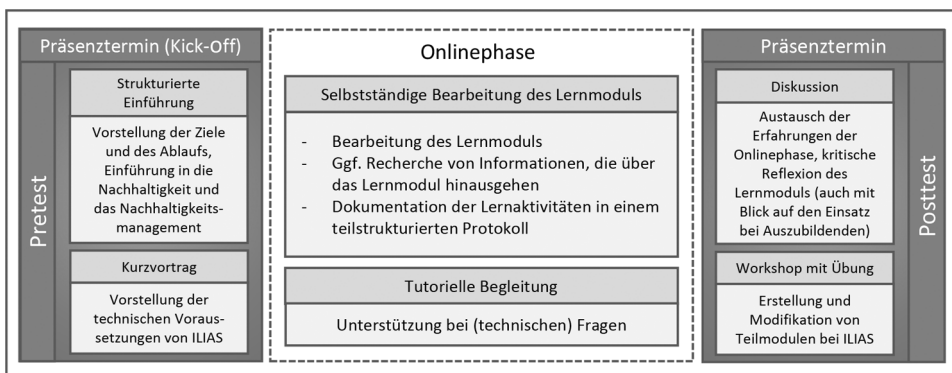 Präsenztermin (Kick-Off)
Pretest
Strukturierte
Einführung
Vorstellung der Ziele
und des Ablaufs,
Einführung in die
Nachhaltigkeit und
das Nachhaltigkeits-
management
Kurzvortrag
Vorstellung der
technischen Voraus-
setzungen von ILIAS
Onlinephase
Selbstständige Bearbeitung des Lernmoduls
- Bearbeitung des Lernmoduls
- Ggf. Recherche von Informationen, die über
das Lernmodul hinausgehen
- Dokumentation der Lernaktivitäten in einem
teilstrukturierten Protokoll
Tutorielle Begleitung
Unterstützung bei (technischen) Fragen
Präsenztermin
Diskussion
Austausch der
Erfahrungen der
Onlinephase, kritische
Reflexion des
Lernmoduls (auch mit
Blick auf den Einsatz
bei Auszubildenden)
Workshop mit Übung
Erstellung und
Modifikation von
Teilmodulen bei ILIAS
Posttest